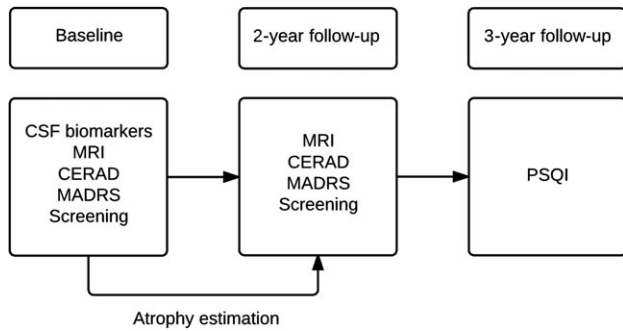 Baseline
2-year follow-up
3-year follow-up
CSF biomarkers
MRI
CERAD
MADRS
Screening
MRI
CERAD
MADRS
Screening
PSQI
Atrophy estimation